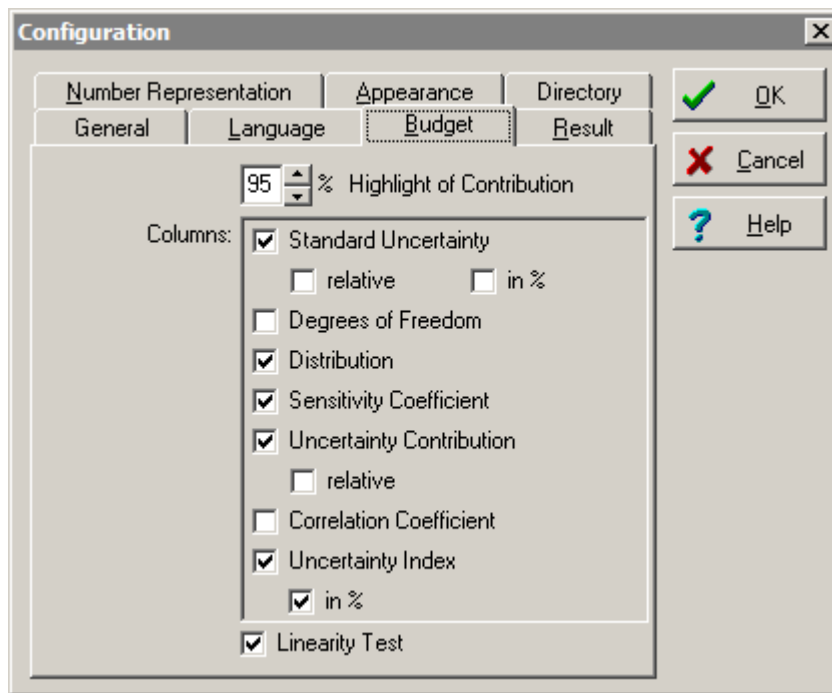 Configuration
Number Representation Appearance Directory
General Language Budget Result
95 % Highlight of Contribution
Columns:
Standard Uncertainty
relative in %
Degrees of Freedom
Distribution
Sensitivity Coefficient
Uncertainty Contribution
relative
Correlation Coefficient
Uncertainty Index
in %
Linearity Test
OK
Cancel
? Help